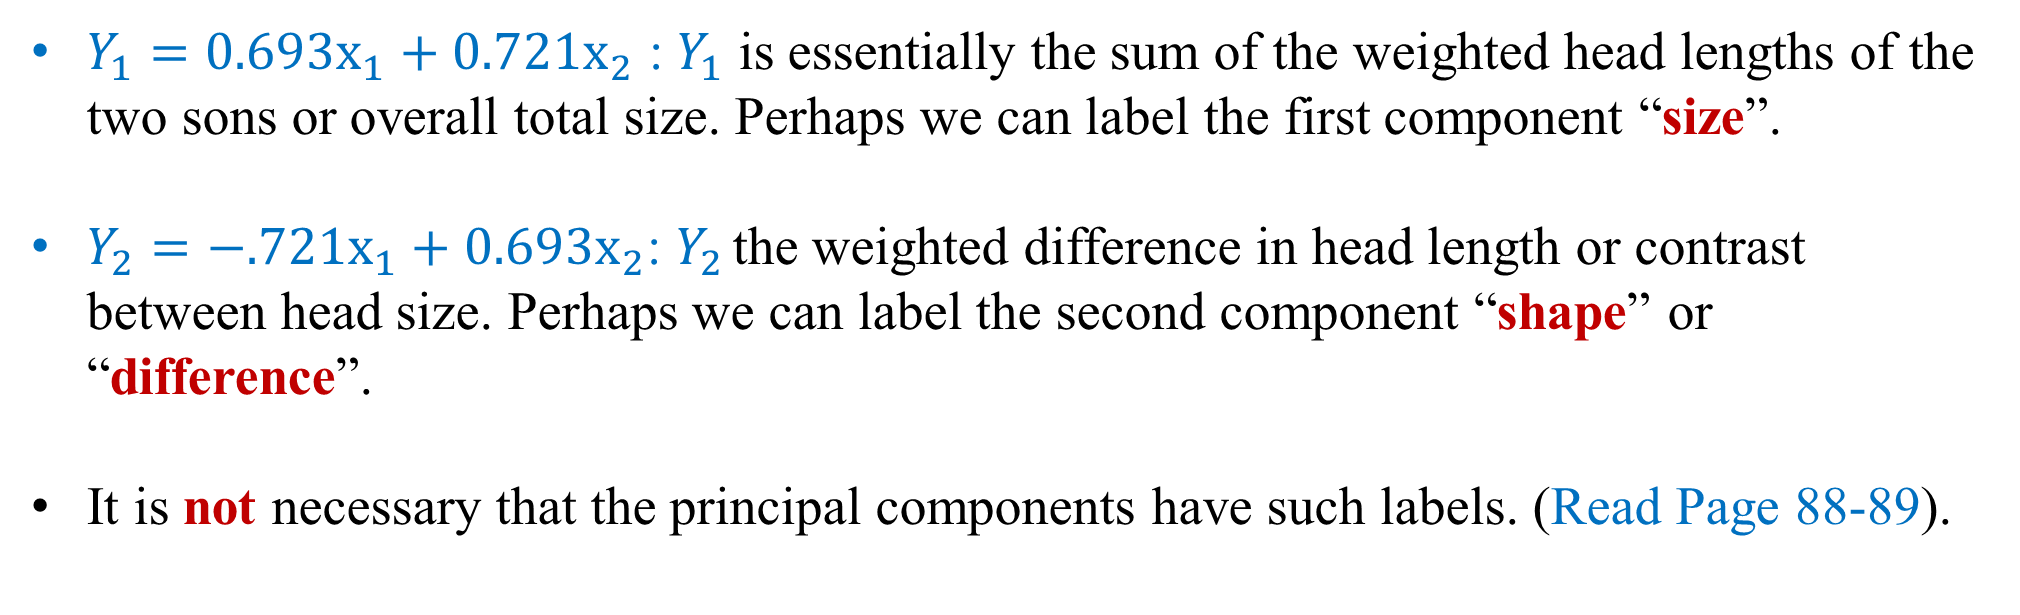 • Y₁ = 0.693x₁ + 0.721x₂ : Y₁ is essentially the sum of the weighted head lengths of the
two sons or overall total size. Perhaps we can label the first component “size”.
• Y₂ = −.721x₁ + 0.693x₂: Y₂ the weighted difference in head length or contrast
between head size. Perhaps we can label the second component “shape” or
“difference”.
• It is not necessary that the principal components have such labels. (Read Page 88-89).